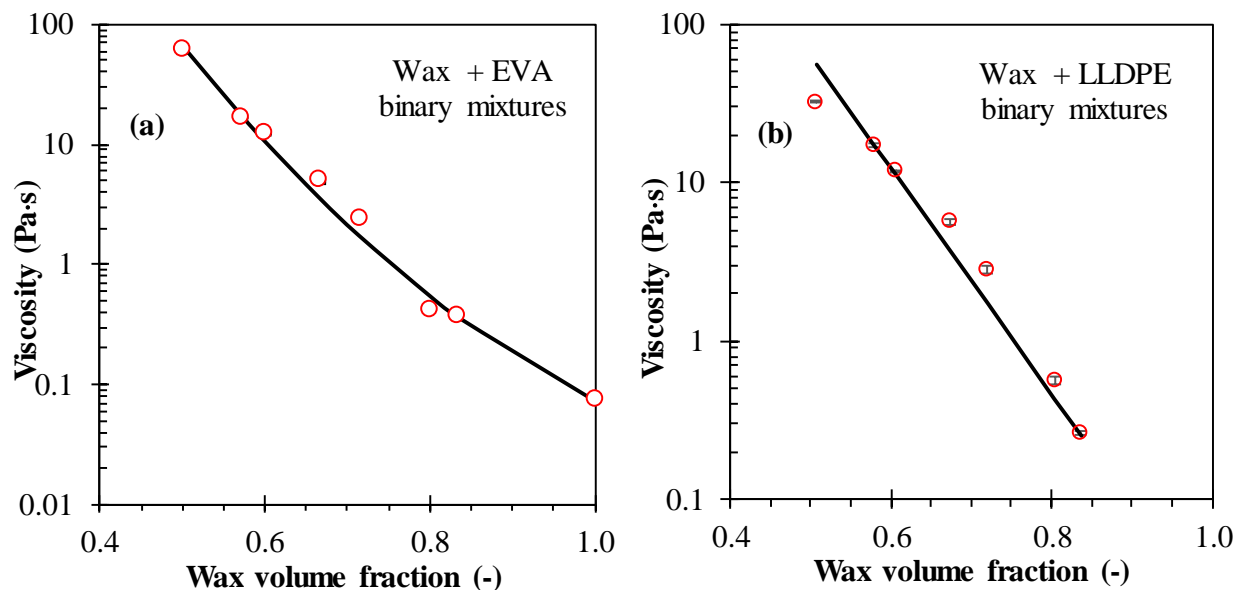 100
10
1
0.1
0.01
Viscosity (Pa·s)
(a)
Wax + EVA
binary mixtures
0.4
0.6
0.8
1.0
Wax volume fraction (-)
100
10
1
0.1
Viscosity (Pa·s)
(b)
Wax + LLDPE
binary mixtures
0.4
0.6
0.8
1.0
Wax volume fraction (-)